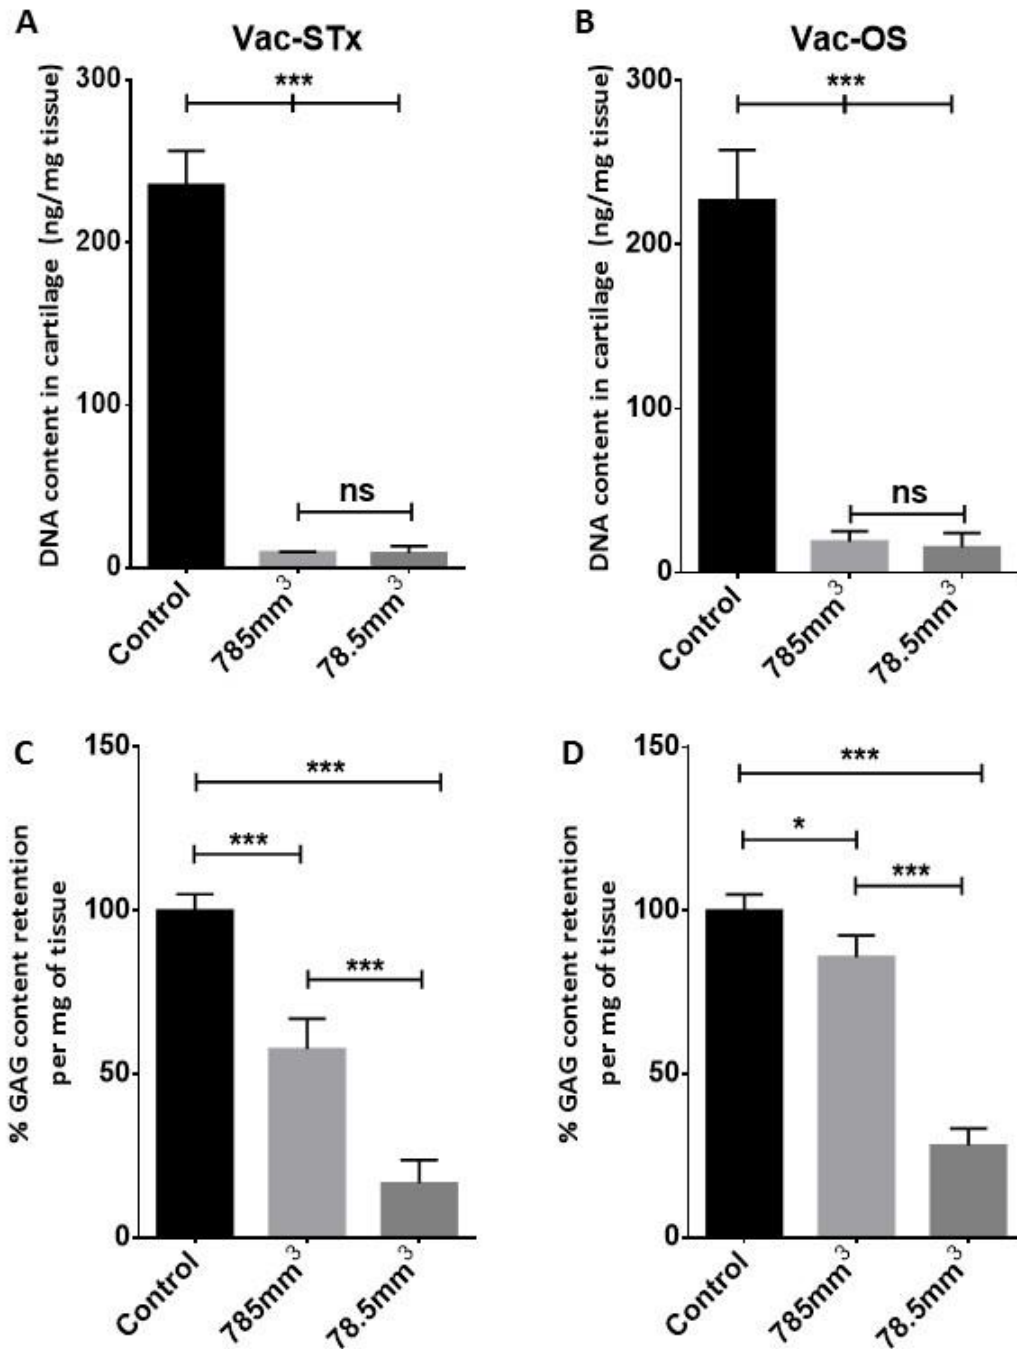 A
Vac-STx
DNA content in cartilage (ng/mg tissue)
300
200
100
0
***
ns
Control
785mm³
78.5mm³
B
Vac-OS
DNA content in cartilage (ng/mg tissue)
300
200
100
0
***
ns
Control
785mm³
78.5mm³
C
% GAG content retention
per mg of tissue
150
100
50
0
***
***
***
Control
785mm³
78.5mm³
D
% GAG content retention
per mg of tissue
150
100
50
0
***
*
***
Control
785mm³
78.5mm³